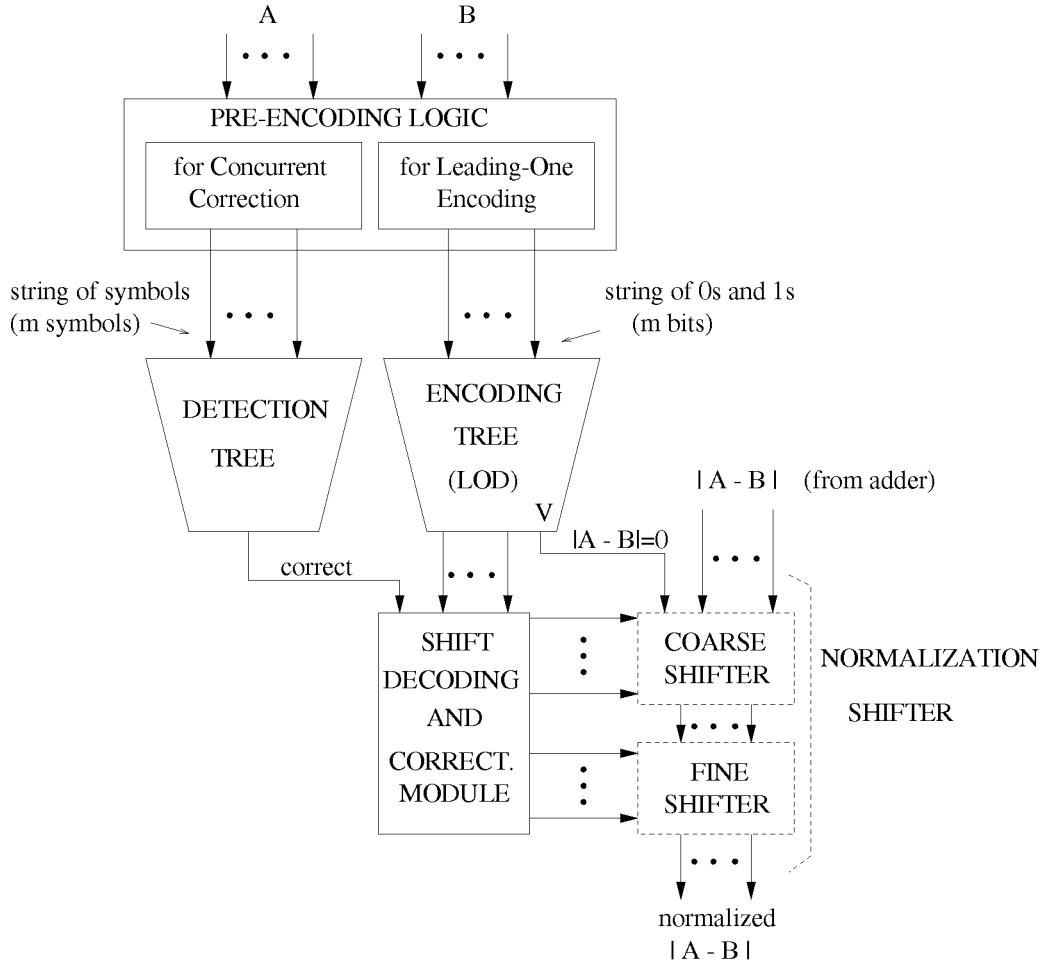 A
B
PRE-ENCODING LOGIC
for Concurrent
Correction
for Leading-One
Encoding
string of symbols
(m symbols)
string of 0s and 1s
(m bits)
DETECTION
TREE
ENCODING
TREE
(LOD)
V
| A - B | (from adder)
|A - B|=0
correct
SHIFT
DECODING
AND
CORRECT.
MODULE
COARSE
SHIFTER
FINE
SHIFTER
NORMALIZATION
SHIFTER
normalized
| A - B |